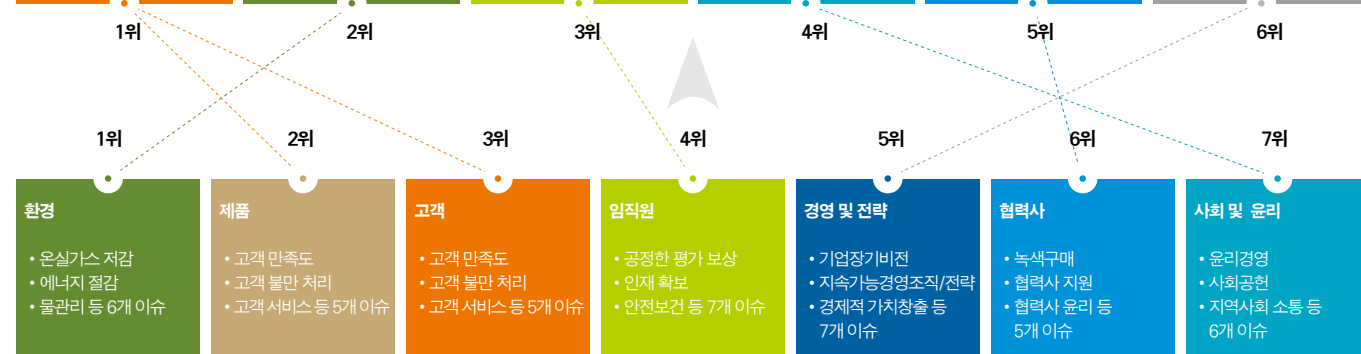 1위
2위
3위
4위
5위
6위
1위
2위
3위
4위
5위
6위
7위
환경
• 온실가스 저감
• 에너지 절감
• 물관리 등 6개 이슈
제품
• 고객 만족도
• 고객 불만 처리
• 고객 서비스 등 5개 이슈
고객
• 고객 만족도
• 고객 불만 처리
• 고객 서비스 등 5개 이슈
임직원
• 공정한 평가 보상
• 인재 확보
• 안전보건 등 7개 이슈
경영 및 전략
• 기업장기비전
• 지속가능경영조직/전략
• 경제적 가치창출 등
7개 이슈
협력사
• 녹색구매
• 협력사 지원
• 협력사 윤리 등
5개 이슈
사회 및 윤리
• 윤리경영
• 사회공헌
• 지역사회 소통 등
6개 이슈